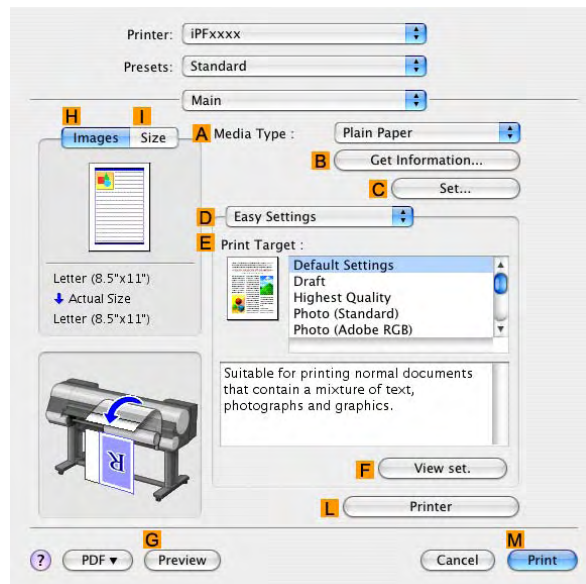 Printer: iPFxxxx
Presets: Standard
Main
H I
Images Size
A Media Type : Plain Paper
B Get Information...
C Set...
D Easy Settings
E Print Target :
Default Settings
Draft
Highest Quality
Photo (Standard)
Photo (Adobe RGB)
Letter (8.5"x11")
Actual Size
Letter (8.5"x11")
Suitable for printing normal documents
that contain a mixture of text,
photographs and graphics.
R
F View set.
L Printer
G M
? PDF ▼ Preview Cancel Print